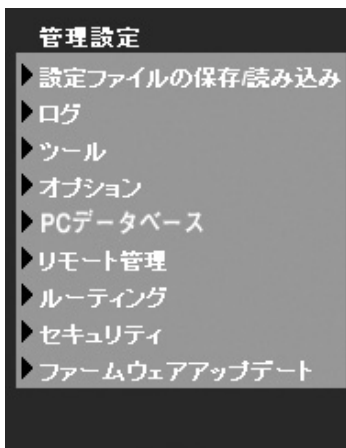 管理設定
設定ファイルの保存/読み込み
ログ
ツール
オプション
PCデータベース
リモート管理
ルーティング
セキュリティ
ファームウェアアップデート